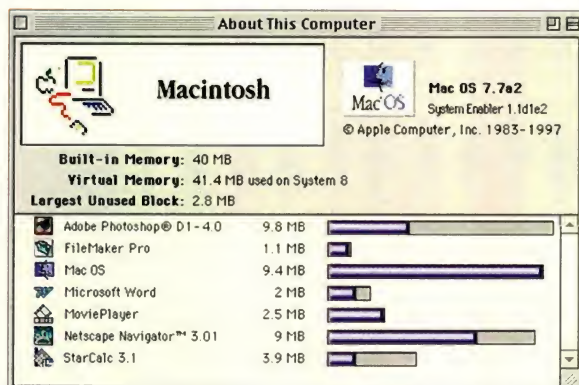 About This Computer
Macintosh
Mac OS
Mac OS 7.7a2
System Enabler 1.1d1e2
© Apple Computer, Inc. 1983-1997
Built-in Memory: 40 MB
Virtual Memory: 41.4 MB used on System 8
Largest Unused Block: 2.8 MB
Adobe Photoshop® D1-4.0 9.8 MB
FileMaker Pro 1.1 MB
Mac OS 9.4 MB
Microsoft Word 2 MB
MoviePlayer 2.5 MB
Netscape Navigator™ 3.01 9 MB
StarCalc 3.1 3.9 MB